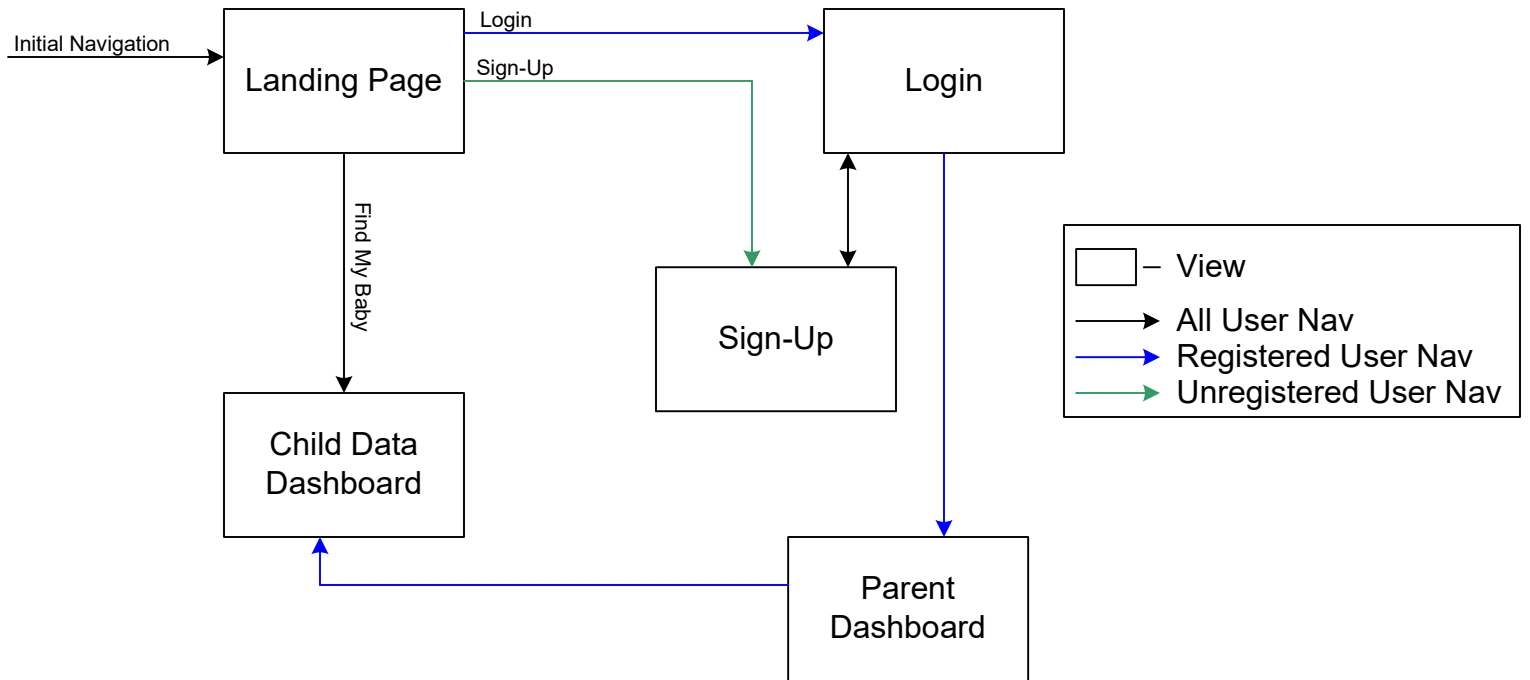 Initial Navigation
Landing Page
Login
Sign-Up
Login
Find My Baby
Sign-Up
View
All User Nav
Registered User Nav
Unregistered User Nav
Child Data
Dashboard
Parent
Dashboard